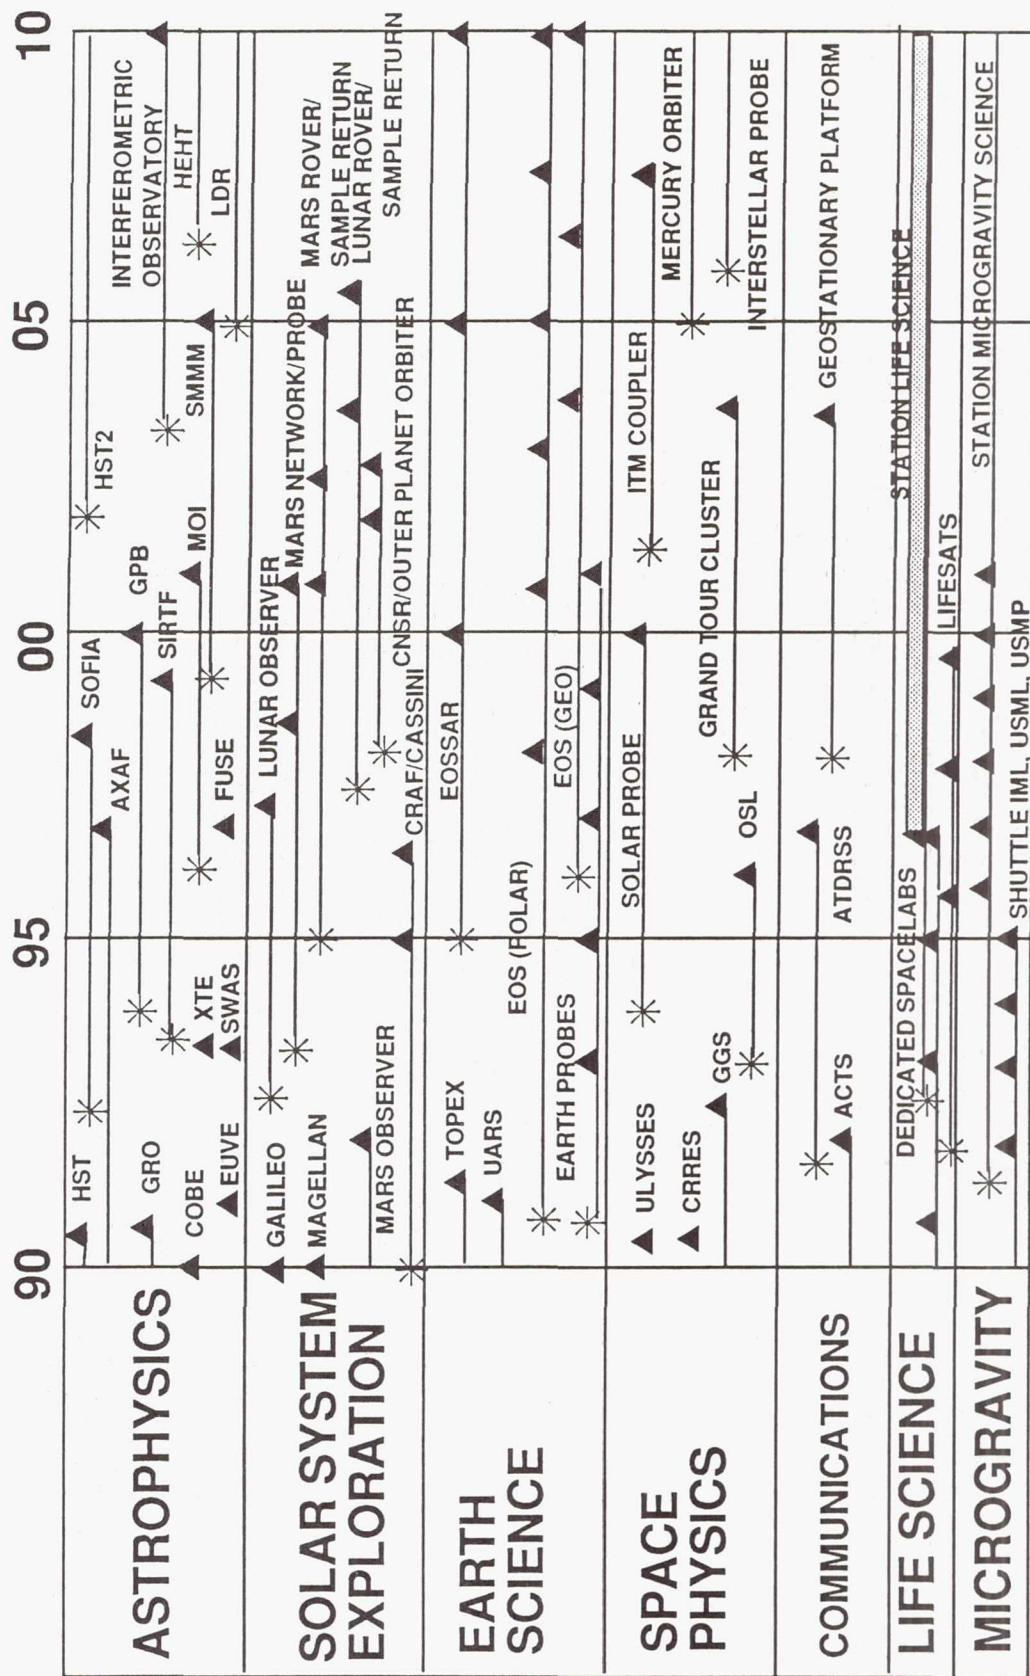 90 95 00 05 10
ASTROPHYSICS
HST
SOFIA
HST2
AXAF
GRO
GPB
INTERFEROMETRIC
OBSERVATORY
SIRTF
HEHT
COBE
XTE
MOI
SMMM
LDR
EUVE
SWAS
FUSE
SOLAR SYSTEM
EXPLORATION
GALILEO
LUNAR OBSERVER
MAGELLAN
MARS NETWORK/PROBE
MARS ROVER/
SAMPLE RETURN
LUNAR ROVER/
SAMPLE RETURN
MARS OBSERVER
CNSR/OUTER PLANET ORBITER
CRAF/CASSINI
EARTH
SCIENCE
TOPEX
EOSSAR
UARS
EOS (ROLAR)
EARTH PROBES
EOS (GEO)
SPACE
PHYSICS
ULYSSES
SOLAR PROBE
ITM COUPLER
MERCURY ORBITER
CRRES
GRAND TOUR CLUSTER
GGS
OSL
INTERSTELLAR PROBE
COMMUNICATIONS
ACTS
ATDRSS
GEOSTATIONARY PLATFORM
LIFE SCIENCE
DEDICATED SPACELABS
STATION LIFE SCIENCE
LIFESATS
MICROGRAVITY
STATION MICROGRAVITY SCIENCE
SHUTTLE IML, USML, USMP